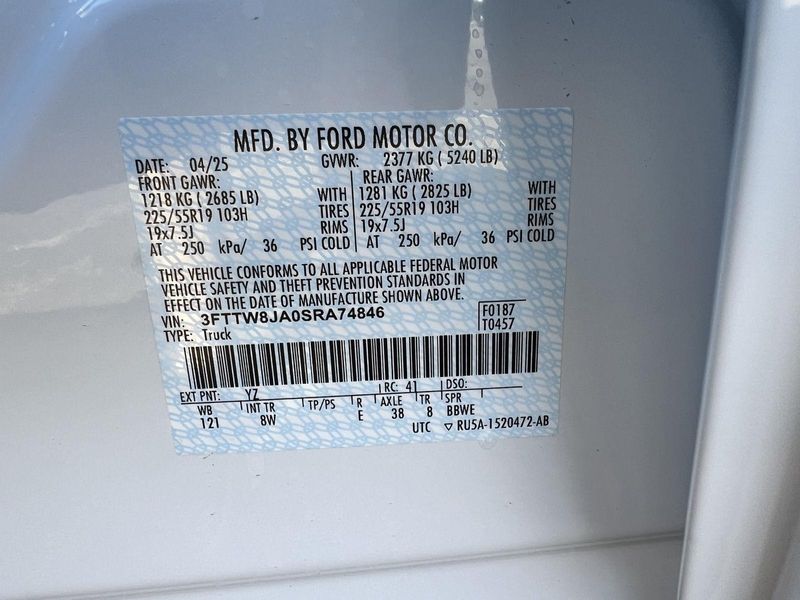 MFD. BY FORD MOTOR CO.
DATE: 04/25 GVWR: 2377 KG ( 5240 LB)
FRONT GAWR: REAR GAWR:
1218 KG ( 2685 LB) WITH 1281 KG ( 2825 LB) WITH
225/55R19 103H TIRES 225/55R19 103H TIRES
19x7.5J RIMS 19x7.5J RIMS
AT 250 kPa/ 36 PSI COLD AT 250 kPa/ 36 PSI COLD
THIS VEHICLE CONFORMS TO ALL APPLICABLE FEDERAL MOTOR
VEHICLE SAFETY AND THEFT PREVENTION STANDARDS IN
EFFECT ON THE DATE OF MANUFACTURE SHOWN ABOVE.
VIN: 3FTTW8JA0SRA74846 F0187
TYPE: Truck T0457
EXT PNT: YZ RC: 41 DSO:
WB INT TR TP/PS R AXLE TR SPR
121 8W E 38 8 BBWE
UTC ▽ RU5A-1520472-AB